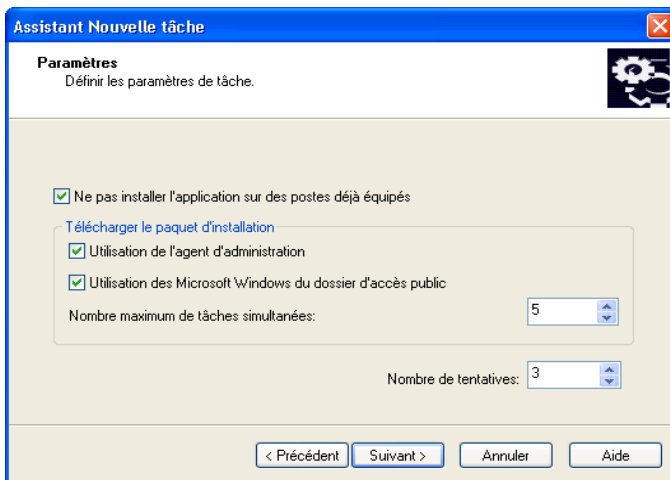 Assistant Nouvelle tâche
Paramètres
Définir les paramètres de tâche.
Ne pas installer l'application sur des postes déjà équipés
Télécharger le paquet d'installation
Utilisation de l'agent d'administration
Utilisation des Microsoft Windows du dossier d'accès public
Nombre maximum de tâches simultanées: 5
Nombre de tentatives: 3
< Précédent Suivant > Annuler Aide